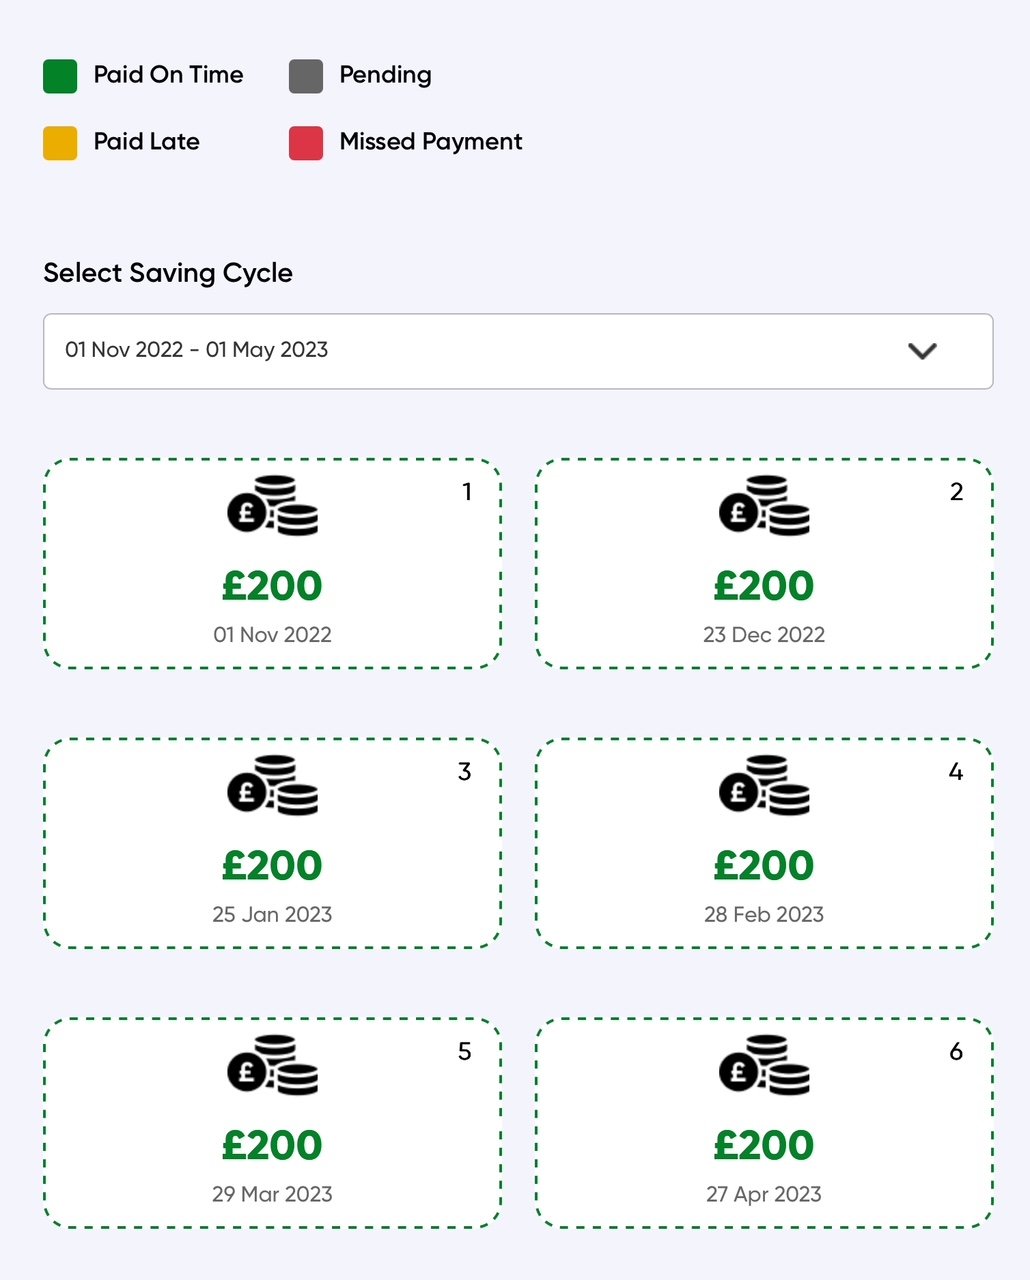 Paid On Time
Pending
Paid Late
Missed Payment
Select Saving Cycle
01 Nov 2022 - 01 May 2023
1
£
£200
01 Nov 2022
2
£
£200
23 Dec 2022
3
£
£200
25 Jan 2023
4
£
£200
28 Feb 2023
5
£
£200
29 Mar 2023
6
£
£200
27 Apr 2023